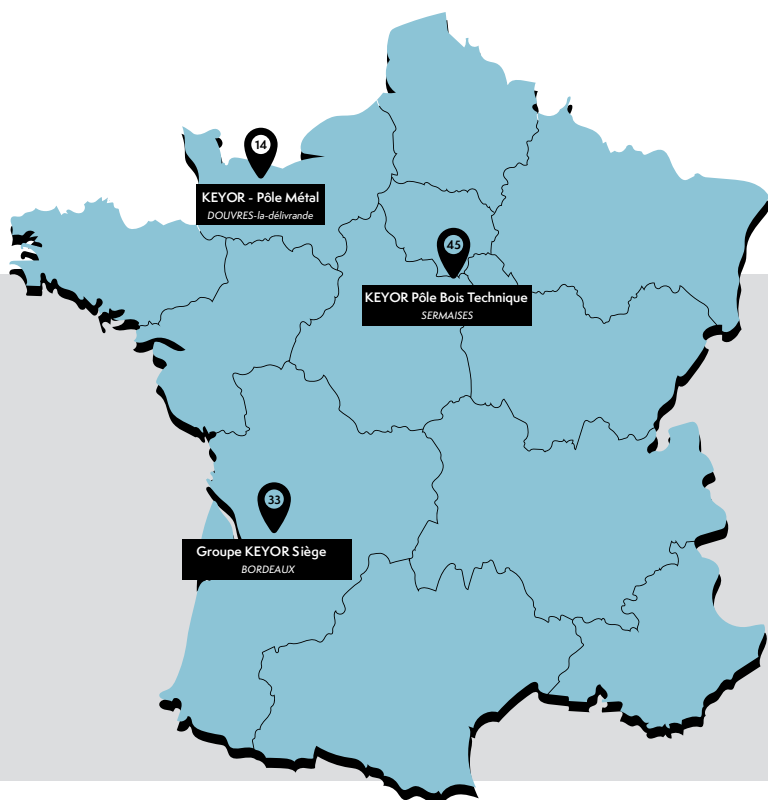 14
KEYOR - Pôle Métal
DOUVRES-la-délivrande
45
KEYOR Pôle Bois Technique
SERMAISES
33
Groupe KEYOR Siège
BORDEAUX